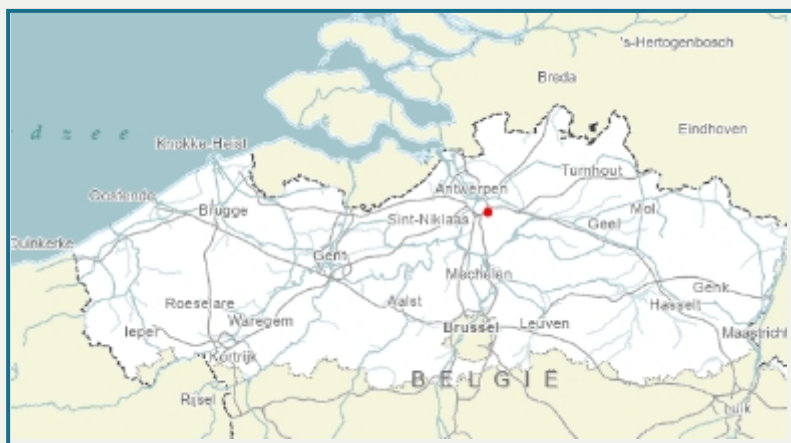 's-Hertogenbosch
Breda
Eindhoven
dzee
Knokke-Heist
Turnhout
Antwerpen
Oostende
Mol
Brugge
Sint-Niklaas
Geel
Duinkerke
Gent
Mechelen
Genk
Roeselare
Aalst
Hasselt
Waregem
Ieper
Brussel
Leuven
Maastricht
Kortrijk
BELGIË
Rijsel
Luik